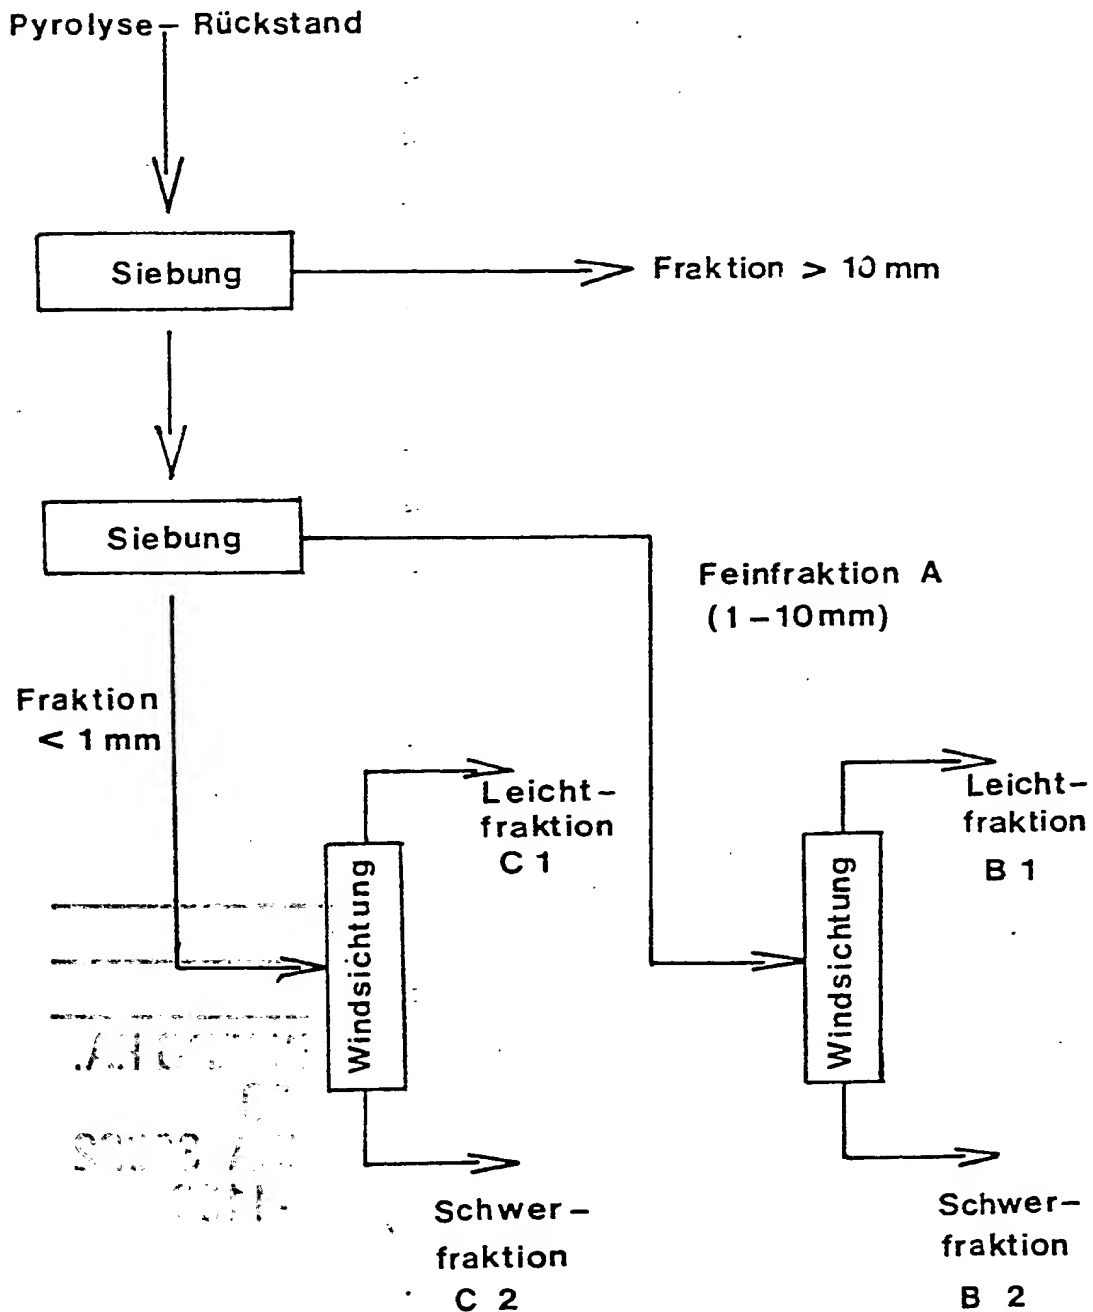 Pyrolyse– Rückstand
Siebung
Fraktion > 10 mm
Siebung
Feinfraktion A
(1–10mm)
Fraktion
< 1 mm
Leicht–
fraktion
C 1
Leicht–
fraktion
B 1
Windsichtung
Windsichtung
Schwer–
fraktion
C 2
Schwer–
fraktion
B 2